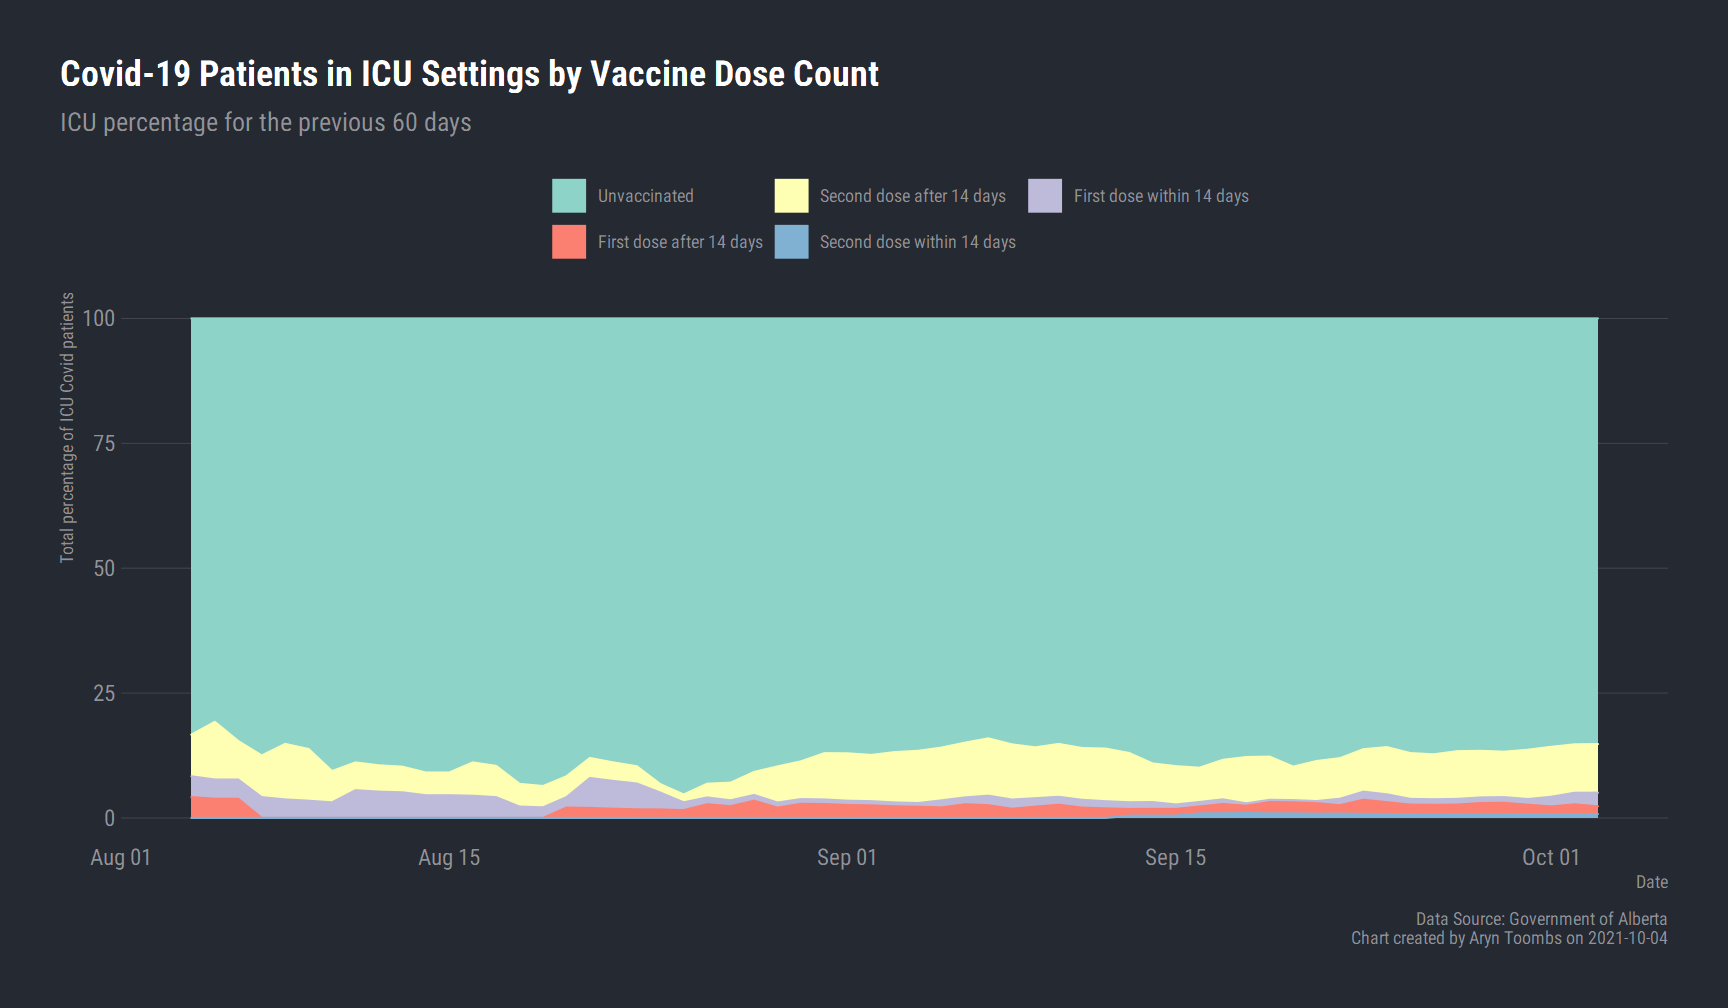 Covid-19 Patients in ICU Settings by Vaccine Dose Count
ICU percentage for the previous 60 days
Unvaccinated
Second dose after 14 days
First dose within 14 days
First dose after 14 days
Second dose within 14 days
Total percentage of ICU Covid patients
100
75
50
25
0
Aug 01
Aug 15
Sep 01
Sep 15
Oct 01
Date
Data Source: Government of Alberta
Chart created by Aryn Toombs on 2021-10-04